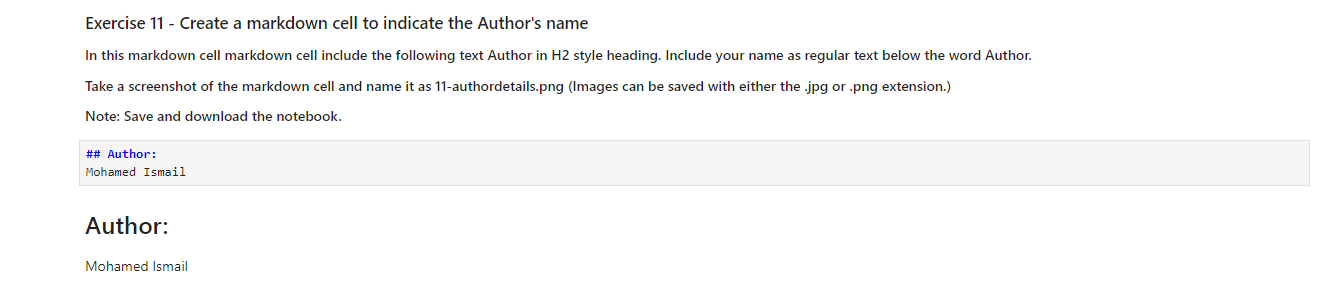 Exercise 11 - Create a markdown cell to indicate the Author's name
In this markdown cell markdown cell include the following text Author in H2 style heading. Include your name as regular text below the word Author.
Take a screenshot of the markdown cell and name it as 11-authordetails.png (Images can be saved with either the .jpg or .png extension.)
Note: Save and download the notebook.
## Author:
Mohamed Ismail
Author:
Mohamed Ismail